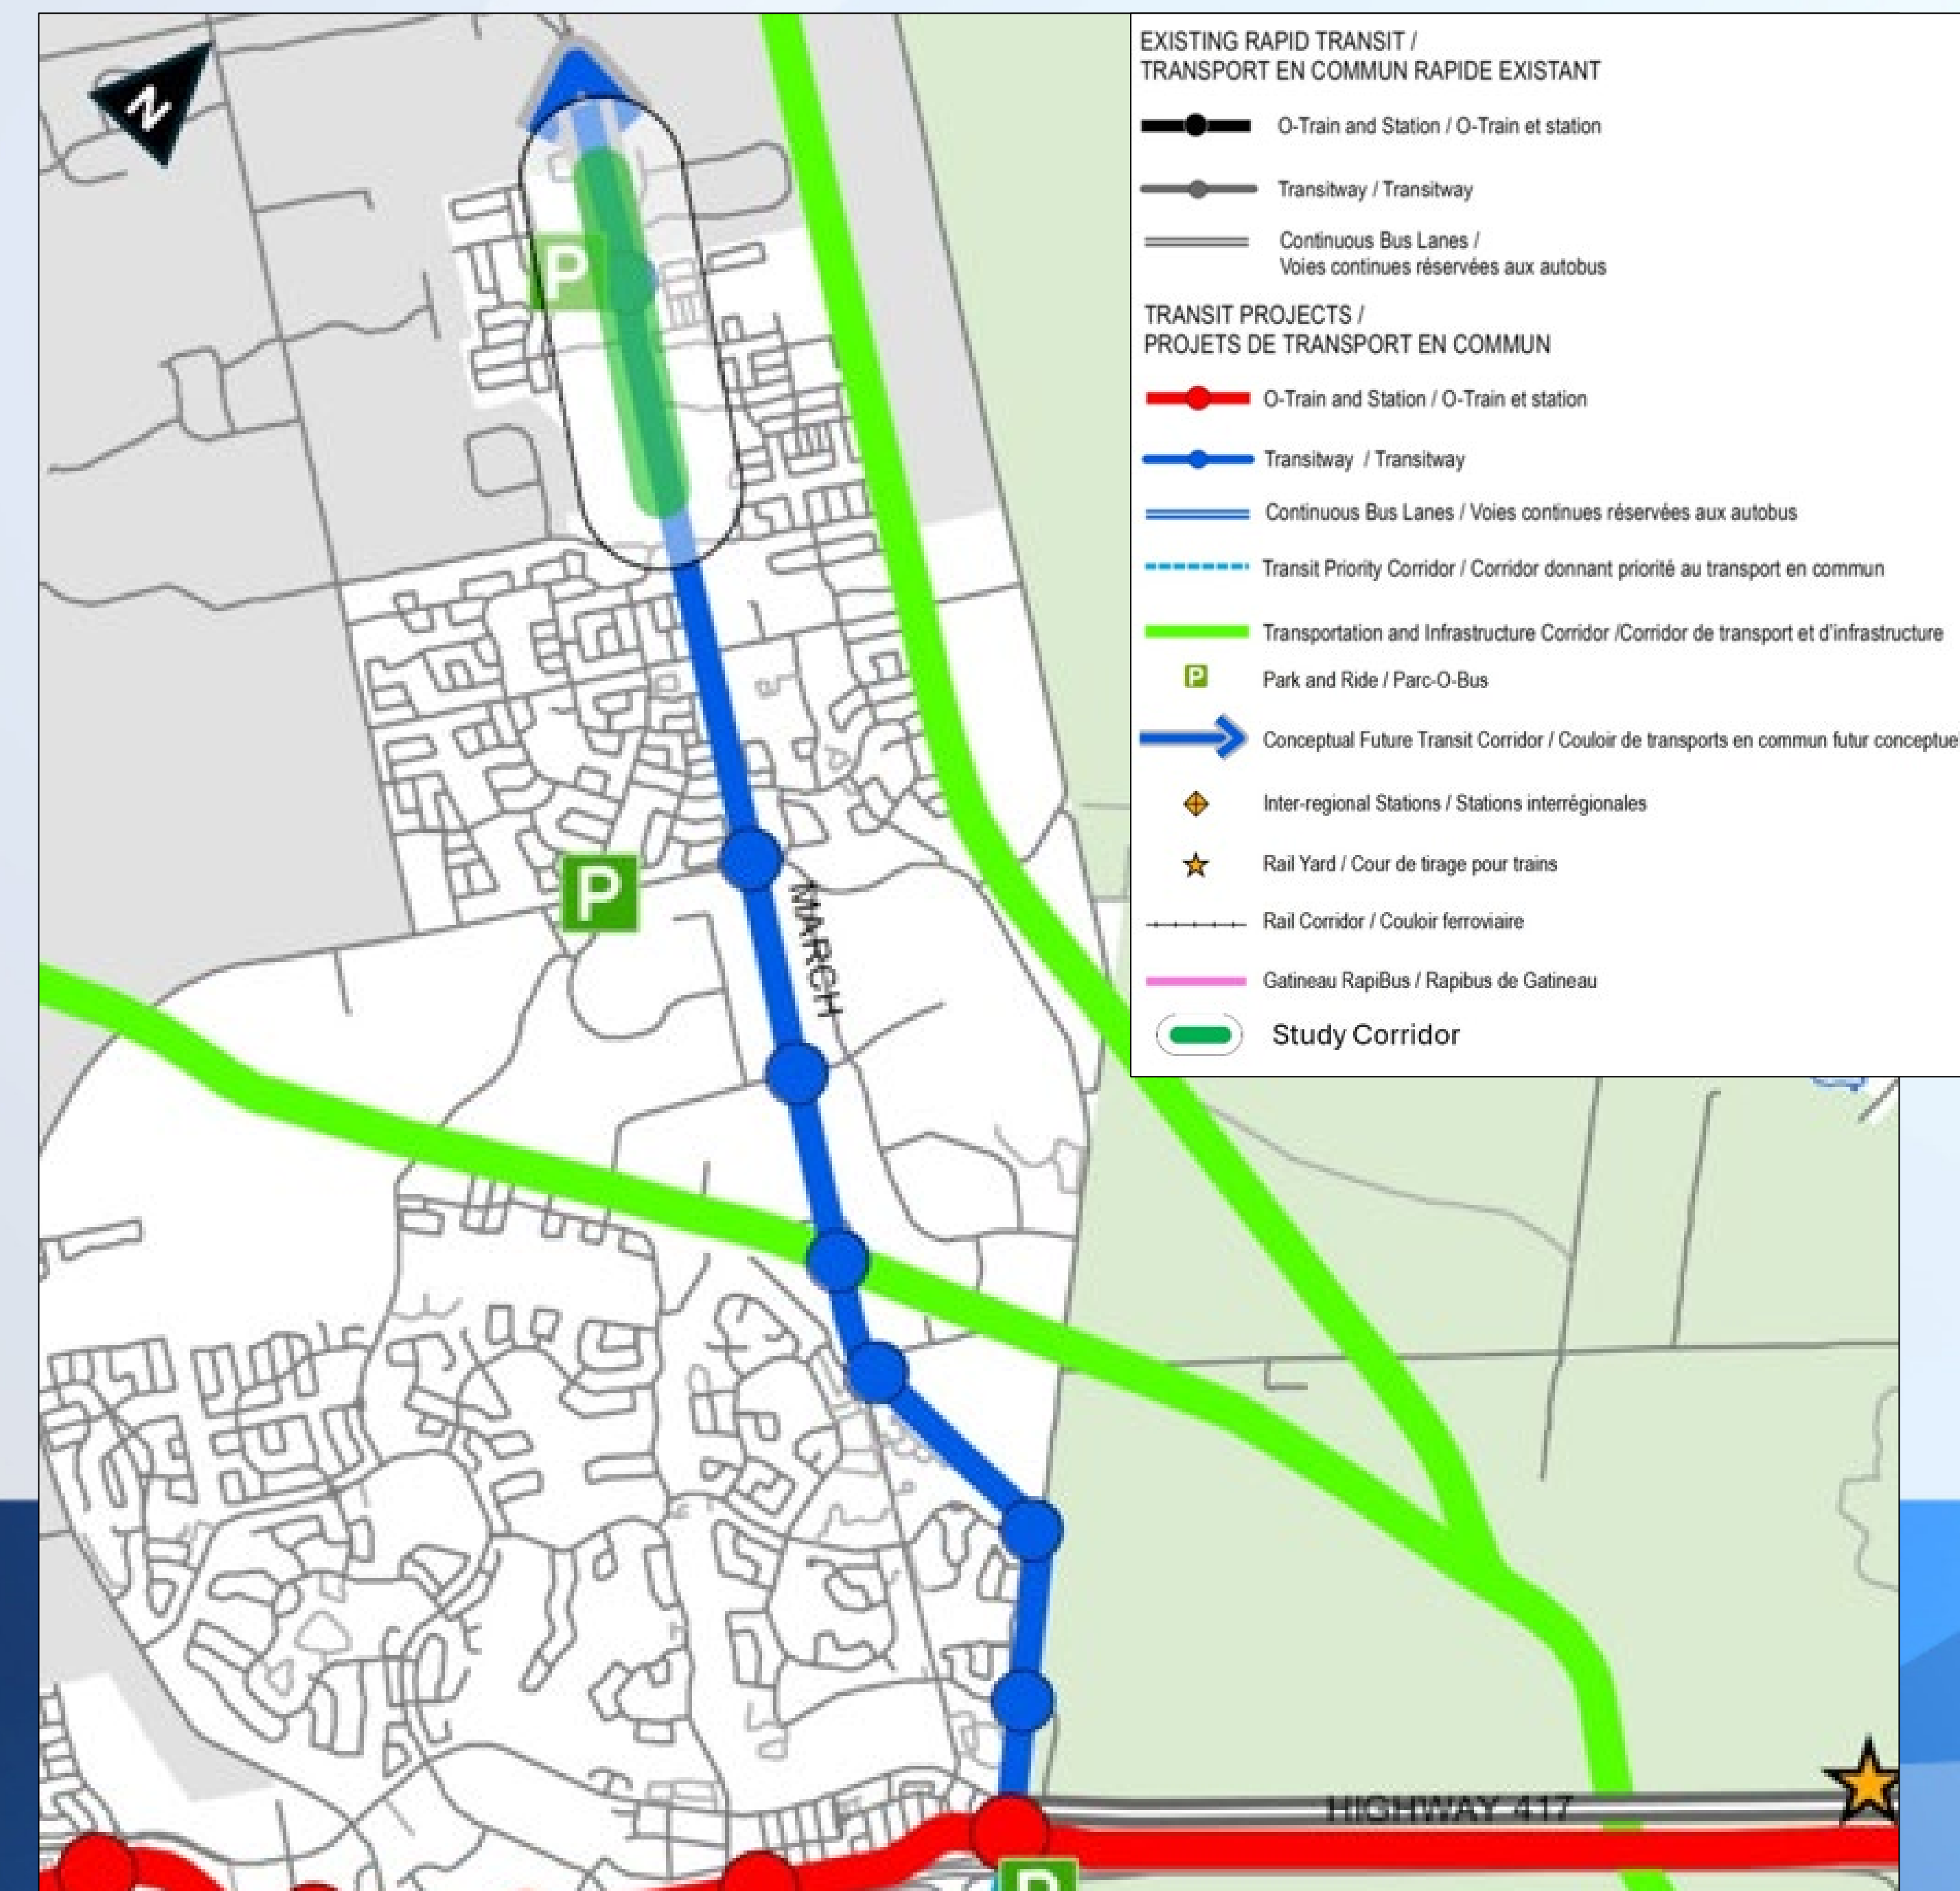 N
P
P
MARCH
HIGHWAY 417
P
EXISTING RAPID TRANSIT /
TRANSPORT EN COMMUN RAPIDE EXISTANT
O-Train and Station / O-Train et station
Transitway / Transitway
Continuous Bus Lanes /
Voies continues réservées aux autobus
TRANSIT PROJECTS /
PROJETS DE TRANSPORT EN COMMUN
O-Train and Station / O-Train et station
Transitway / Transitway
Continuous Bus Lanes / Voies continues réservées aux autobus
Transit Priority Corridor / Corridor donnant priorité au transport en commun
Transportation and Infrastructure Corridor /Corridor de transport et d'infrastructure
P Park and Ride / Parc-O-Bus
Conceptual Future Transit Corridor / Couloir de transports en commun futur conceptue
Inter-regional Stations / Stations interrégionales
Rail Yard / Cour de tirage pour trains
Rail Corridor / Couloir ferroviaire
Gatineau RapiBus / Rapibus de Gatineau
Study Corridor